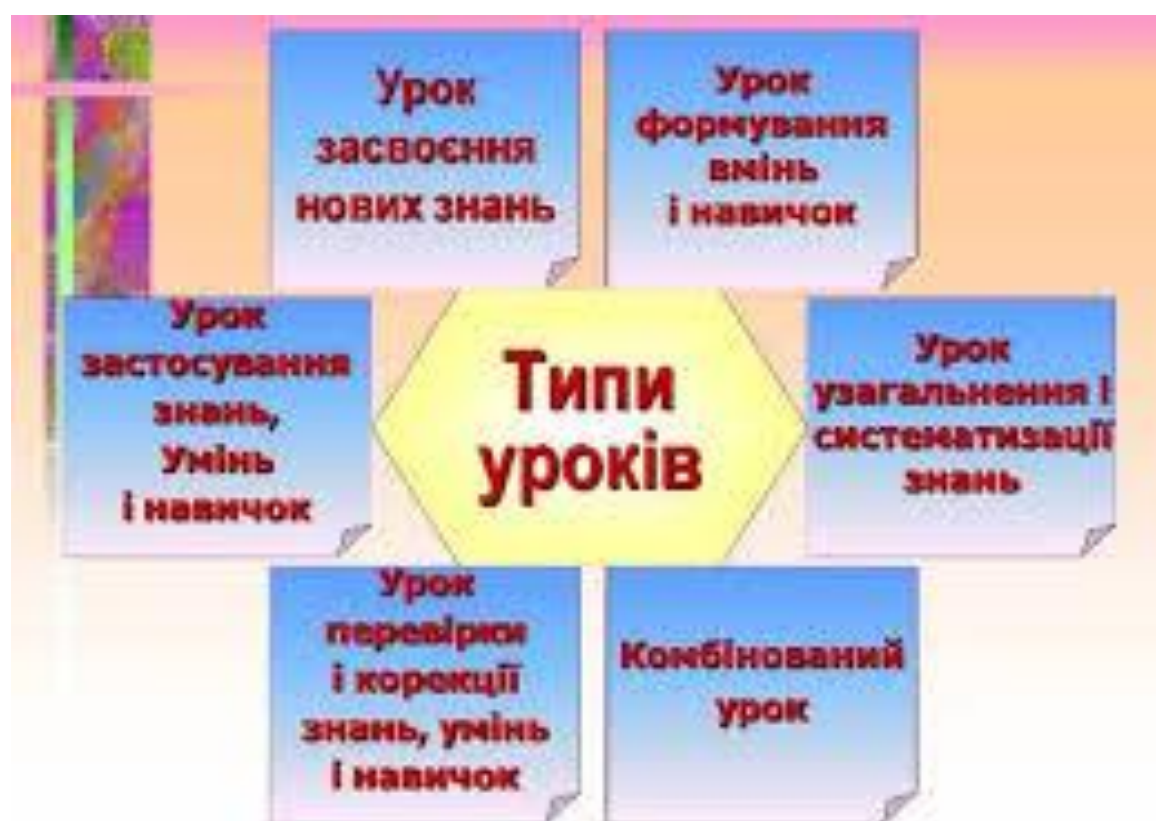 Урок
засвоєння
нових знань
Урок
формування
вмінь
і навичок
Урок
застосування
знань,
Умінь
і навичок
Типи
уроків
Урок
узагальнення і
систематизації
знань
Урок
перевірки
і корекції
знань, умінь
і навичок
Комбінований
урок